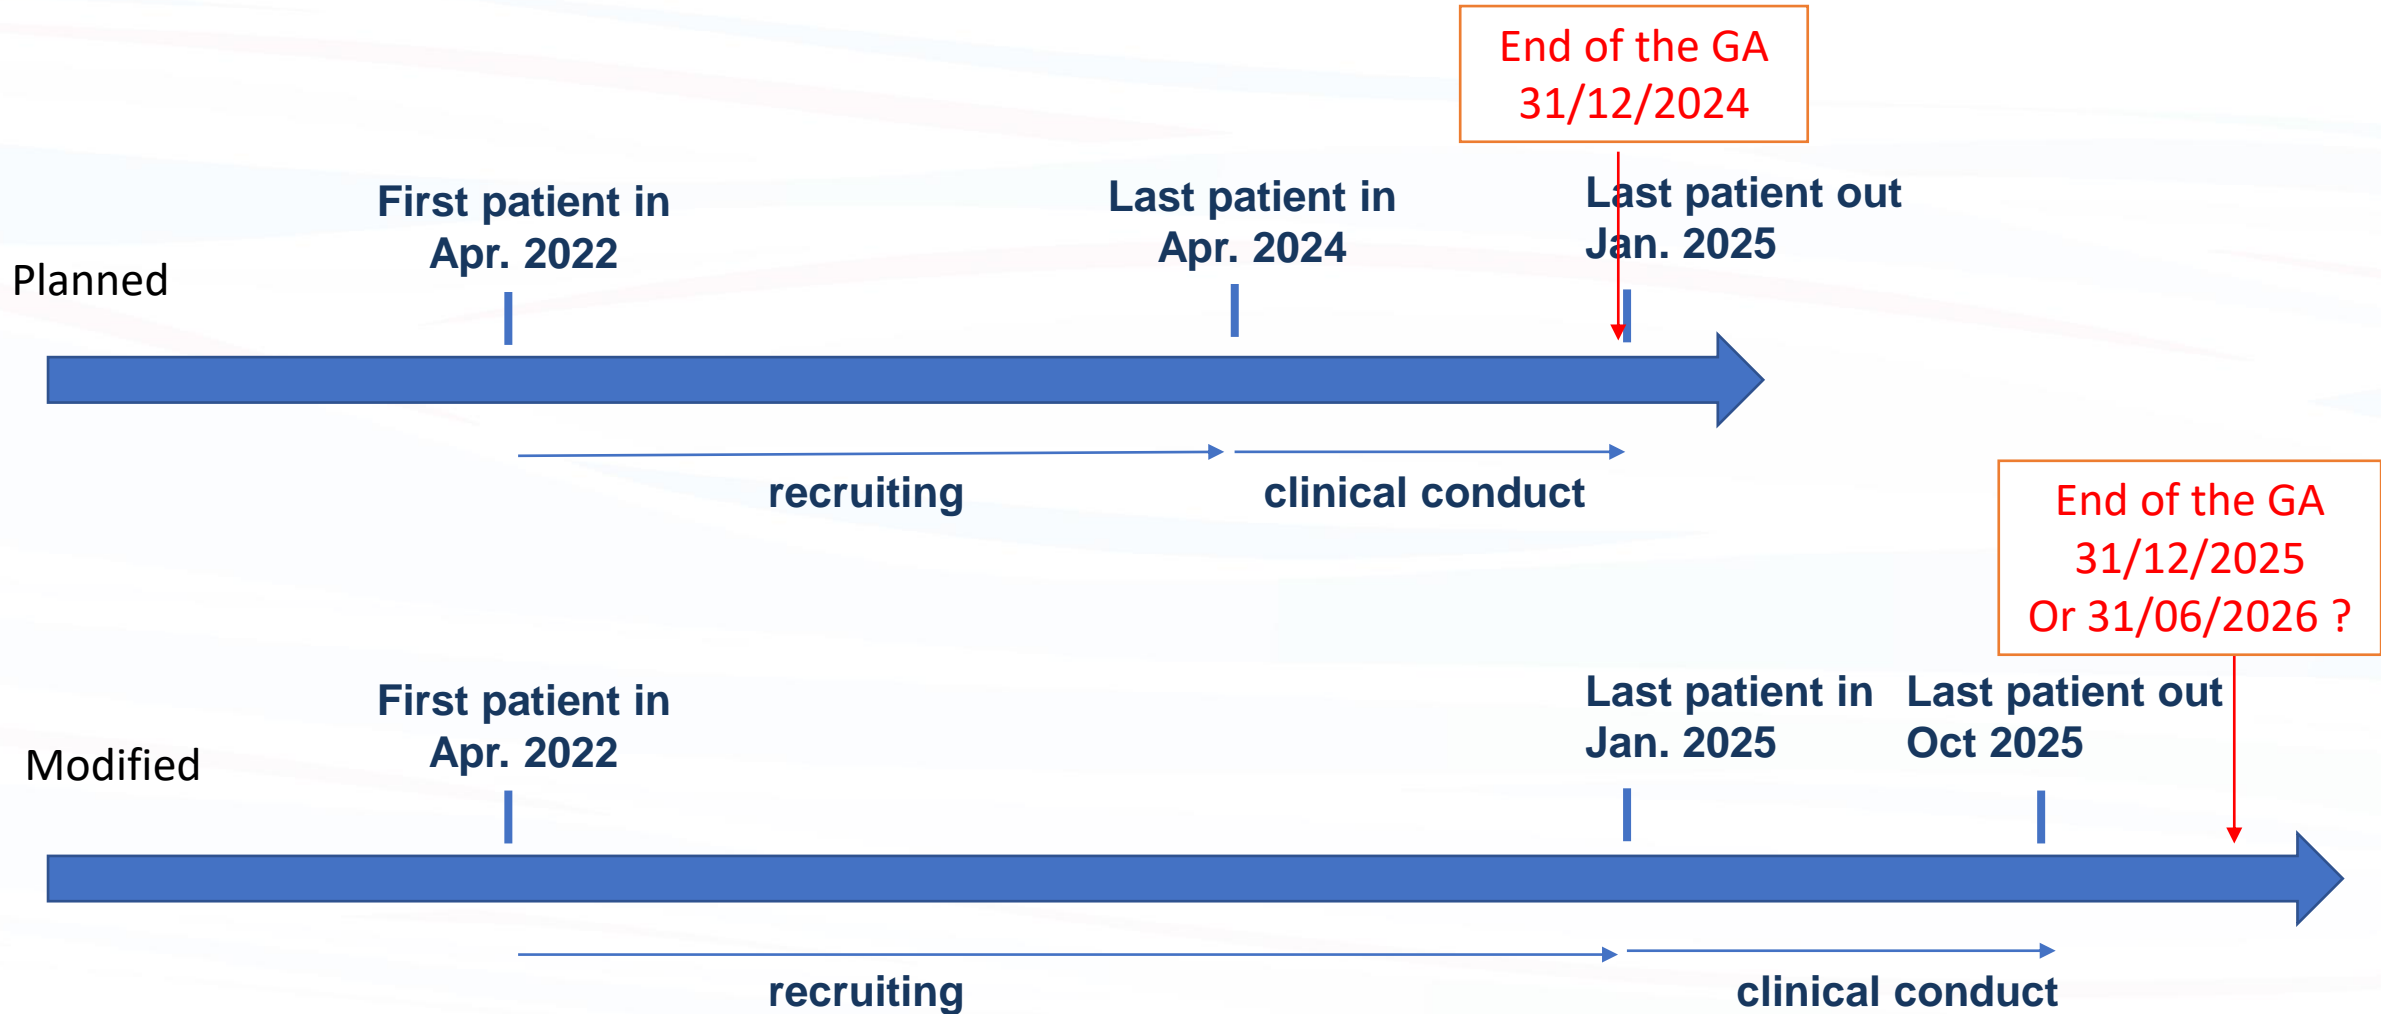 End of the GA
31/12/2024
First patient in
Apr. 2022
Last patient in
Apr. 2024
Last patient out
Jan. 2025
Planned
recruiting
clinical conduct
End of the GA
31/12/2025
Or 31/06/2026 ?
First patient in
Apr. 2022
Last patient in
Jan. 2025
Last patient out
Oct 2025
Modified
recruiting
clinical conduct